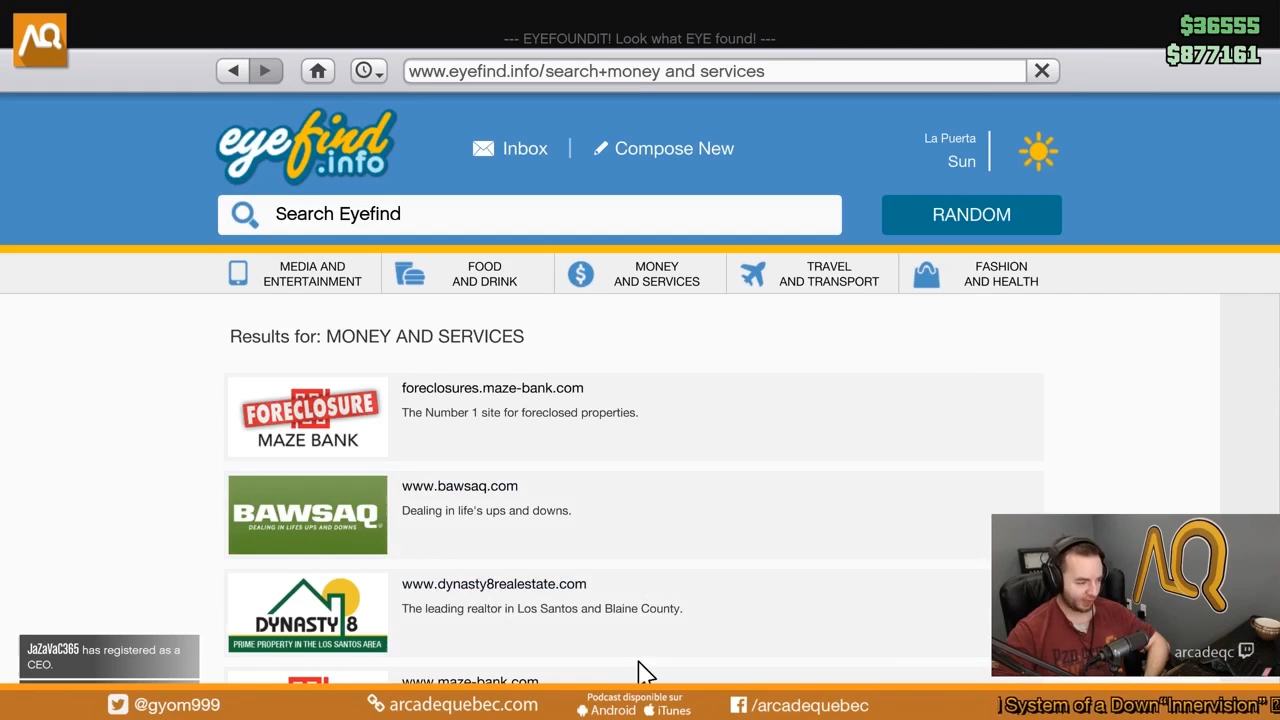 AQ
--- EYEFOUNDIT! Look what EYE found! ---
$36555
$877161
www.eyefind.info/search+money and services
eyefind
.info
Inbox
Compose New
La Puerta
Sun
Search Eyefind
RANDOM
MEDIA AND
ENTERTAINMENT
FOOD
AND DRINK
MONEY
AND SERVICES
TRAVEL
AND TRANSPORT
FASHION
AND HEALTH
Results for: MONEY AND SERVICES
FORECLOSURE
MAZE BANK
foreclosures.maze-bank.com
The Number 1 site for foreclosed properties.
BAWSAQ
DEALING IN LIFE'S UPS AND DOWNS
www.bawsaq.com
Dealing in life's ups and downs.
DYNASTY 8
PRIME PROPERTY IN THE LOS SANTOS AREA
www.dynasty8realestate.com
The leading realtor in Los Santos and Blaine County.
www.maze-bank.com
JaZaVaC365 has registered as a
CEO.
AQ
arcadeqc
@gyom999
arcadequebec.com
Podcast disponible sur
Android iTunes
/arcadequebec
System of a Down"Innervision"